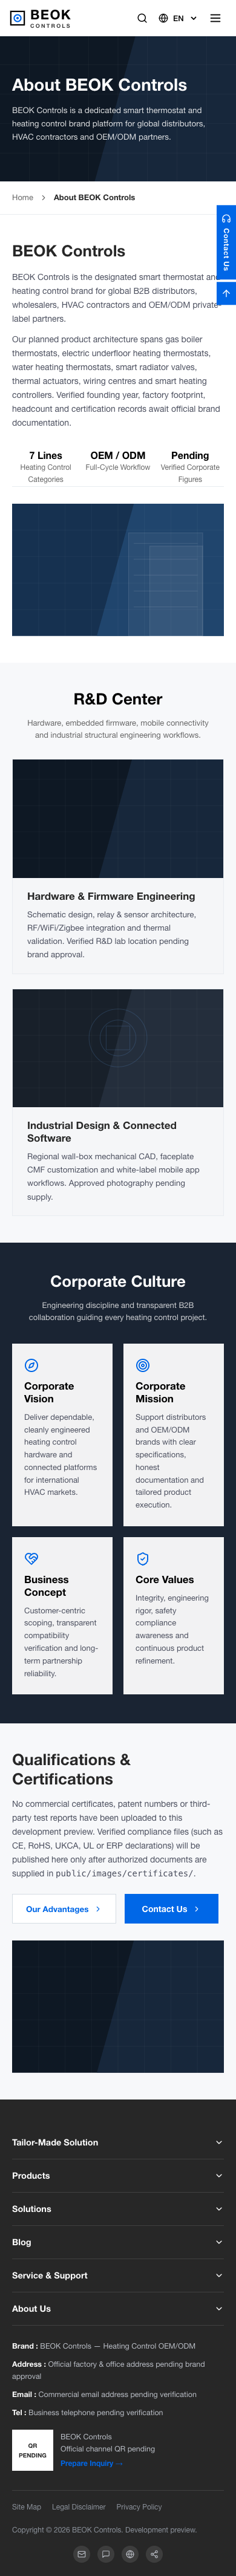 BEOK
CONTROLS
EN
About BEOK Controls
BEOK Controls is a dedicated smart thermostat and
heating control brand platform for global distributors,
HVAC contractors and OEM/ODM partners.
Home
About BEOK Controls
Contact Us
BEOK Controls
BEOK Controls is the designated smart thermostat and
heating control brand for global B2B distributors,
wholesalers, HVAC contractors and OEM/ODM private-
label partners.
Our planned product architecture spans gas boiler
thermostats, electric underfloor heating thermostats,
water heating thermostats, smart radiator valves,
thermal actuators, wiring centres and smart heating
controllers. Verified founding year, factory footprint,
headcount and certification records await official brand
documentation.
7 Lines
Heating Control
Categories
OEM / ODM
Full-Cycle Workflow
Pending
Verified Corporate
Figures
R&D Center
Hardware, embedded firmware, mobile connectivity
and industrial structural engineering workflows.
Hardware & Firmware Engineering
Schematic design, relay & sensor architecture,
RF/WiFi/Zigbee integration and thermal
validation. Verified R&D lab location pending
brand approval.
Industrial Design & Connected
Software
Regional wall-box mechanical CAD, faceplate
CMF customization and white-label mobile app
workflows. Approved photography pending
supply.
Corporate Culture
Engineering discipline and transparent B2B
collaboration guiding every heating control project.
Corporate
Vision
Deliver dependable,
cleanly engineered
heating control
hardware and
connected platforms
for international
HVAC markets.
Corporate
Mission
Support distributors
and OEM/ODM
brands with clear
specifications,
honest
documentation and
tailored product
execution.
Business
Concept
Customer-centric
scoping, transparent
compatibility
verification and long-
term partnership
reliability.
Core Values
Integrity, engineering
rigor, safety
compliance
awareness and
continuous product
refinement.
Qualifications &
Certifications
No commercial certificates, patent numbers or third-
party test reports have been uploaded to this
development preview. Verified compliance files (such as
CE, RoHS, UKCA, UL or ERP declarations) will be
published here only after authorized documents are
supplied in public/images/certificates/.
Our Advantages
Contact Us
Tailor-Made Solution
Products
Solutions
Blog
Service & Support
About Us
Brand : BEOK Controls — Heating Control OEM/ODM
Address : Official factory & office address pending brand
approval
Email : Commercial email address pending verification
Tel : Business telephone pending verification
QR
PENDING
BEOK Controls
Official channel QR pending
Prepare Inquiry →
Site Map
Legal Disclaimer
Privacy Policy
Copyright © 2026 BEOK Controls. Development preview.